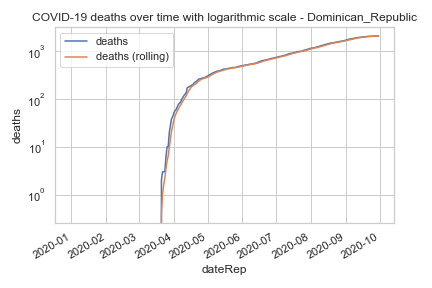 COVID-19 deaths over time with logarithmic scale - Dominican_Republic
deaths
deaths (rolling)
10³
10²
10¹
10⁰
deaths
2020-01
2020-02
2020-03
2020-04
2020-05
2020-06
2020-07
2020-08
2020-09
2020-10
dateRep